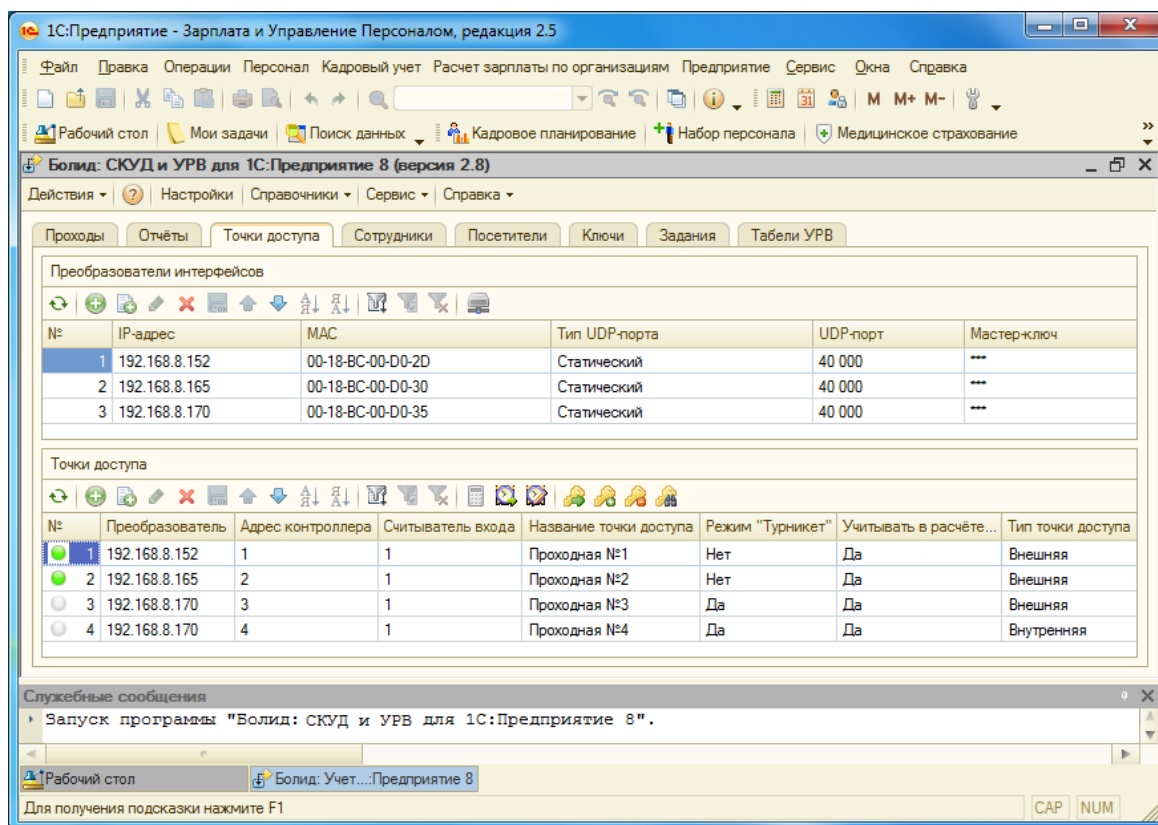 1С:Предприятие - Зарплата и Управление Персоналом, редакция 2.5
Файл Правка Операции Персонал Кадровый учет Расчет зарплаты по организациям Предприятие Сервис Окна Справка
M M+ M-
Рабочий стол Мои задачи Поиск данных Кадровое планирование Набор персонала Медицинское страхование
Болид: СКУД и УРВ для 1С:Предприятие 8 (версия 2.8)
Действия Настройки Справочники Сервис Справка
Проходы Отчёты Точки доступа Сотрудники Посетители Ключи Задания Табели УРВ
Преобразователи интерфейсов
№ IP-адрес MAC Тип UDP-порта UDP-порт Мастер-ключ
1 192.168.8.152 00-18-BC-00-D0-2D Статический 40 000 ***
2 192.168.8.165 00-18-BC-00-D0-30 Статический 40 000 ***
3 192.168.8.170 00-18-BC-00-D0-35 Статический 40 000 ***
Точки доступа
№ Преобразователь Адрес контроллера Считыватель входа Название точки доступа Режим "Турникет" Учитывать в расчёте... Тип точки доступа
1 192.168.8.152 1 1 Проходная №1 Нет Да Внешняя
2 192.168.8.165 2 1 Проходная №2 Нет Да Внешняя
3 192.168.8.170 3 1 Проходная №3 Да Да Внешняя
4 192.168.8.170 4 1 Проходная №4 Да Да Внутренняя
Служебные сообщения
Запуск программы "Болид: СКУД и УРВ для 1С:Предприятие 8".
Рабочий стол Болид: Учет...:Предприятие 8
Для получения подсказки нажмите F1 CAP NUM